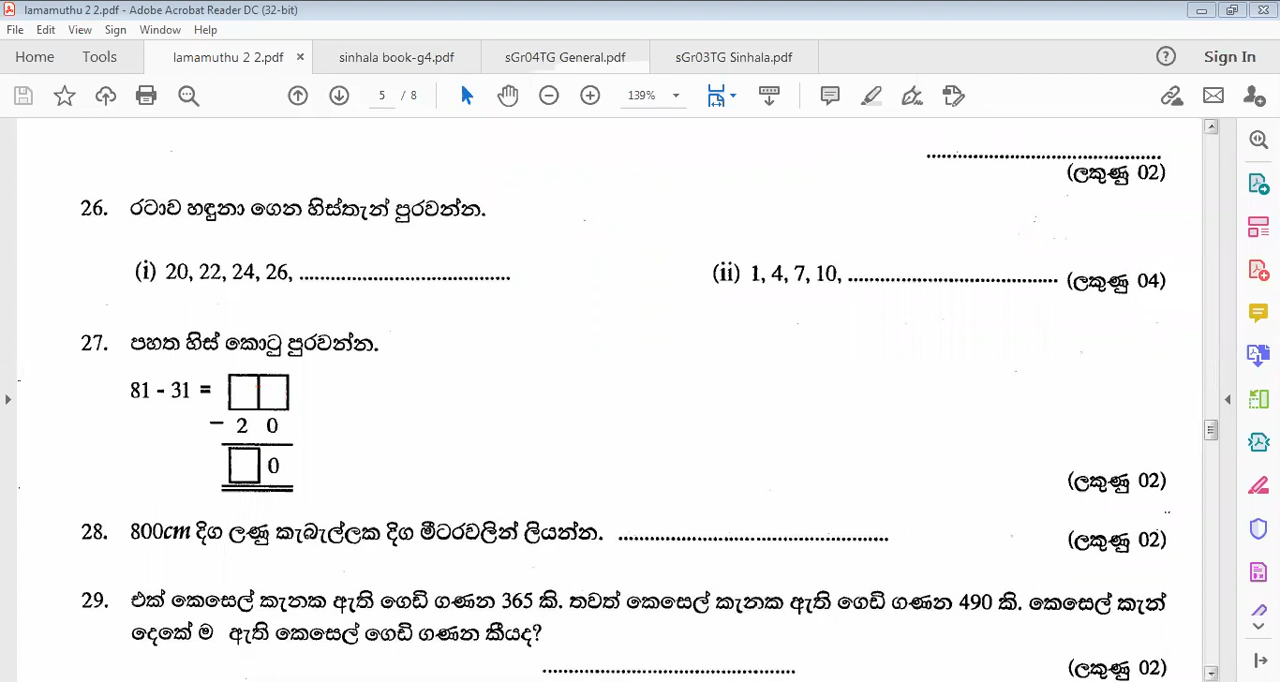 lamamuthu 2 2.pdf - Adobe Acrobat Reader DC (32-bit)
File Edit View Sign Window Help
Home Tools lamamuthu 2 2.pdf × sinhala book-g4.pdf sGr04TG General.pdf sGr03TG Sinhala.pdf ? Sign In
5 / 8 139%
..............................................
(ලකුණු 02)
26. රටාව හඳුනා ගෙන හිස්තැන් පුරවන්න.
(i) 20, 22, 24, 26, ........................................ (ii) 1, 4, 7, 10, ........................................ (ලකුණු 04)
27. පහත හිස් කොටු පුරවන්න.
81 - 31 =
− 2 0
0
(ලකුණු 02)
28. 800cm දිග ලණු කැබැල්ලක දිග මීටරවලින් ලියන්න. ................................................... (ලකුණු 02)
29. එක් කෙසෙල් කැනක ඇති ගෙඩි ගණන 365 කි. තවත් කෙසෙල් කැනක ඇති ගෙඩි ගණන 490 කි. කෙසෙල් කැන්
දෙකේ ම ඇති කෙසෙල් ගෙඩි ගණන කීයද?
................................................ (ලකුණු 02)